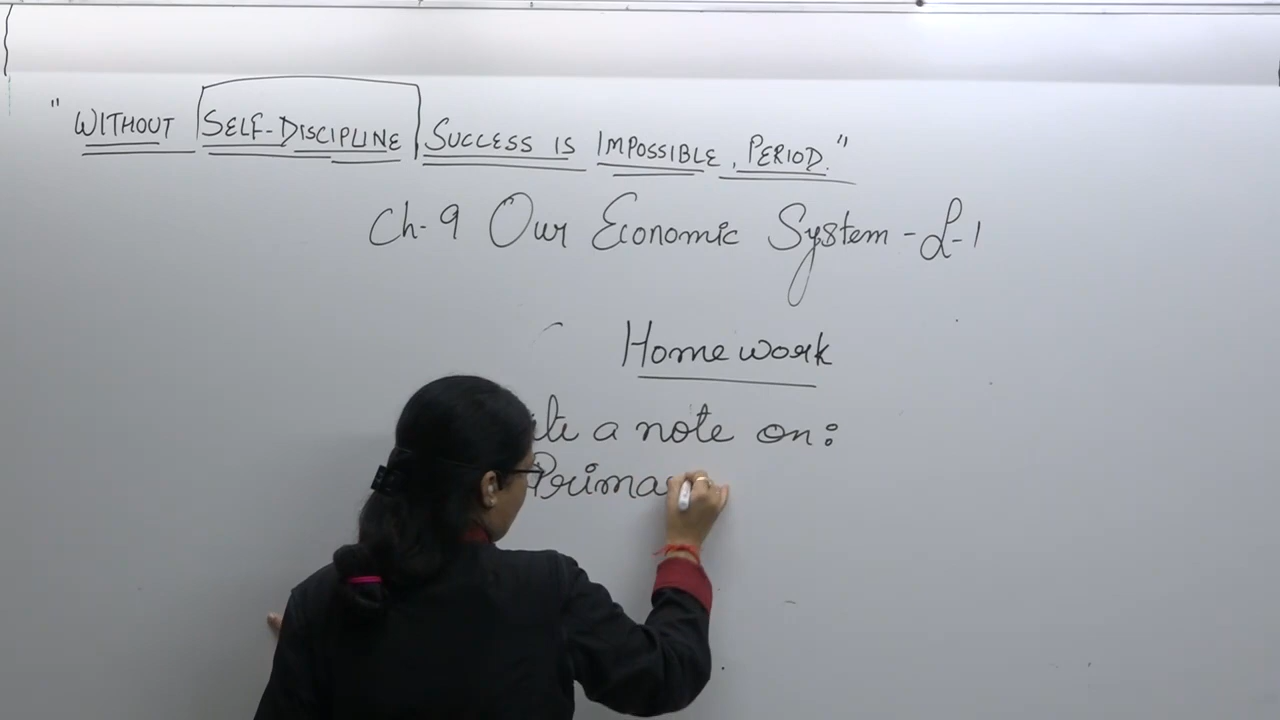 "WITHOUT SELF-DISCIPLINE SUCCESS IS IMPOSSIBLE, PERIOD."
Ch-9 Our Economic System-L-1
Homework
a note on: